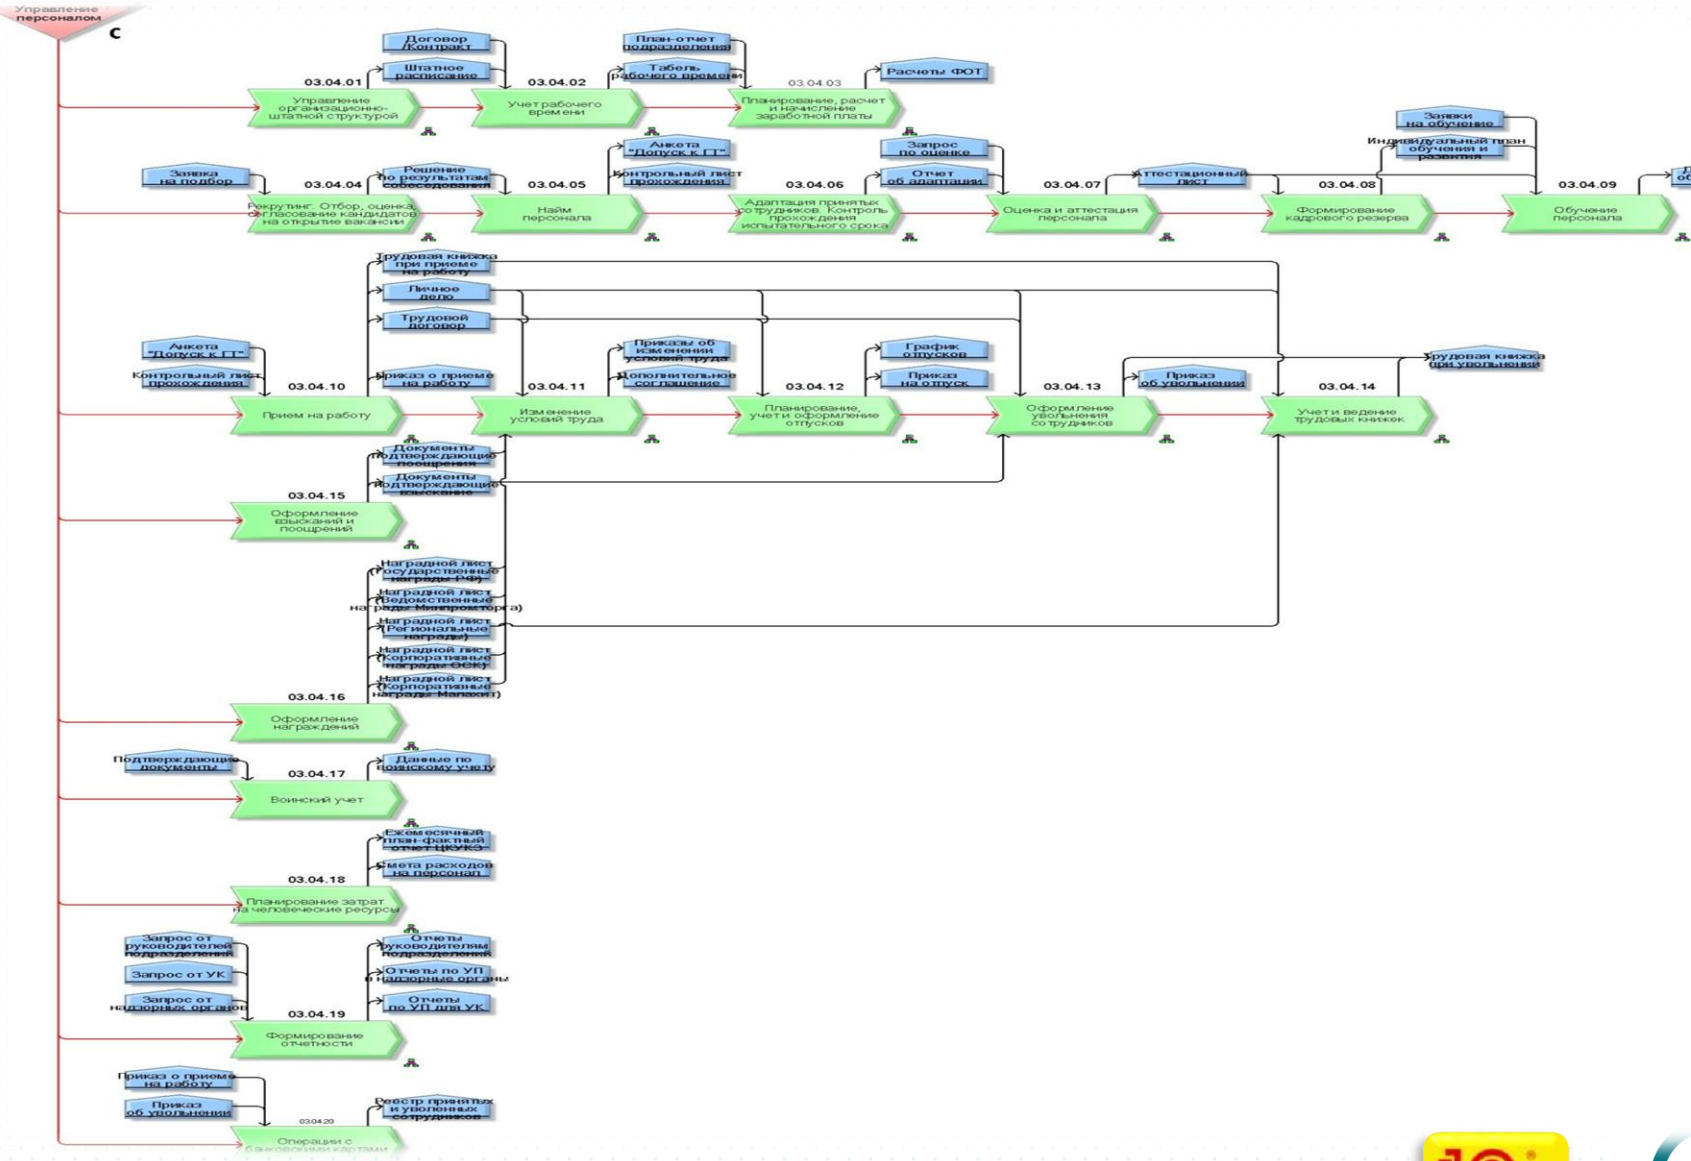 Управление
персоналом
с
Договор
/Контракт
Штатное
расписание
03.04.01
Управление
организационно-
штатной структурой
План-отчет
подразделения
Табель
рабочего времени
03.04.02
Учет рабочего
времени
03.04.03
Планирование, расчет
и начисление
заработной платы
Расчеты ФОТ
Заявка
на подбор
03.04.04
Рекрутинг. Отбор, оценка,
согласование кандидатов
на открытие вакансии
Решение
по результатам
собеседования
03.04.05
Найм
персонала
Анкета
"Допуск к ГТ"
Контрольный лист
прохождения
03.04.06
Адаптация принятых
сотрудников. Контроль
прохождения
испытательного срока
Запрос
по оценке
Отчет
об адаптации
03.04.07
Оценка и аттестация
персонала
Аттестационный
лист
03.04.08
Формирование
кадрового резерва
Заявки
на обучение
Индивидуальный план
обучения и
развития
03.04.09
Обучение
персонала
Трудовая книжка
при приеме
на работу
Личное
дело
Трудовой
договор
Анкета
"Допуск к ГТ"
Контрольный лист
прохождения
03.04.10
Прием на работу
Приказ о приеме
на работу
03.04.11
Изменение
условий труда
Приказы об
изменении
условий труда
Дополнительное
соглашение
03.04.12
Планирование,
учет и оформление
отпусков
График
отпусков
Приказ
на отпуск
03.04.13
Оформление
увольнения
сотрудников
Приказ
об увольнении
03.04.14
Учет и ведение
трудовых книжек
Трудовая книжка
при увольнении
Документы
подтверждающие
поощрения
Документы
подтверждающие
взыскание
03.04.15
Оформление
взысканий и
поощрений
Наградной лист
(Государственные
награды РФ)
Наградной лист
(Ведомственные
награды Минпромторга)
Наградной лист
(Региональные
награды)
Наградной лист
(Корпоративные
награды ОСК)
Наградной лист
(Корпоративные
награды Малахит)
03.04.16
Оформление
награждений
Подтверждающие
документы
03.04.17
Воинский учет
Данные по
воинскому учету
Ежемесячный
план-фактный
отчет ЦКУКЭ
Смета расходов
на персонал
03.04.18
Планирование затрат
на человеческие ресурсы
Запрос от
руководителей
подразделений
Запрос от УК
Запрос от
надзорных органов
03.04.19
Формирование
отчетности
Отчеты
руководителям
подразделений
Отчеты по УП
в надзорные органы
Отчеты
по УП для УК
Приказ о приеме
на работу
Приказ
об увольнении
03.04.20
Операции с
банковскими картами
Реестр принятых
и уволенных
сотрудников